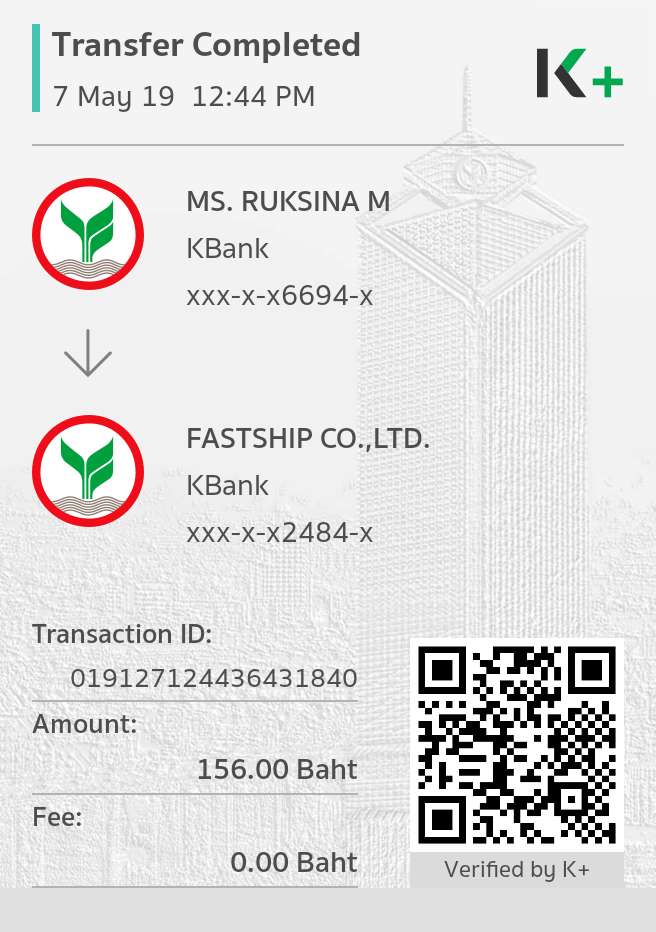 Transfer Completed
7 May 19 12:44 PM
K+
MS. RUKSINA M
KBank
xxx-x-x6694-x
FASTSHIP CO.,LTD.
KBank
xxx-x-x2484-x
Transaction ID:
019127124436431840
Amount:
156.00 Baht
Fee:
0.00 Baht
Verified by K+